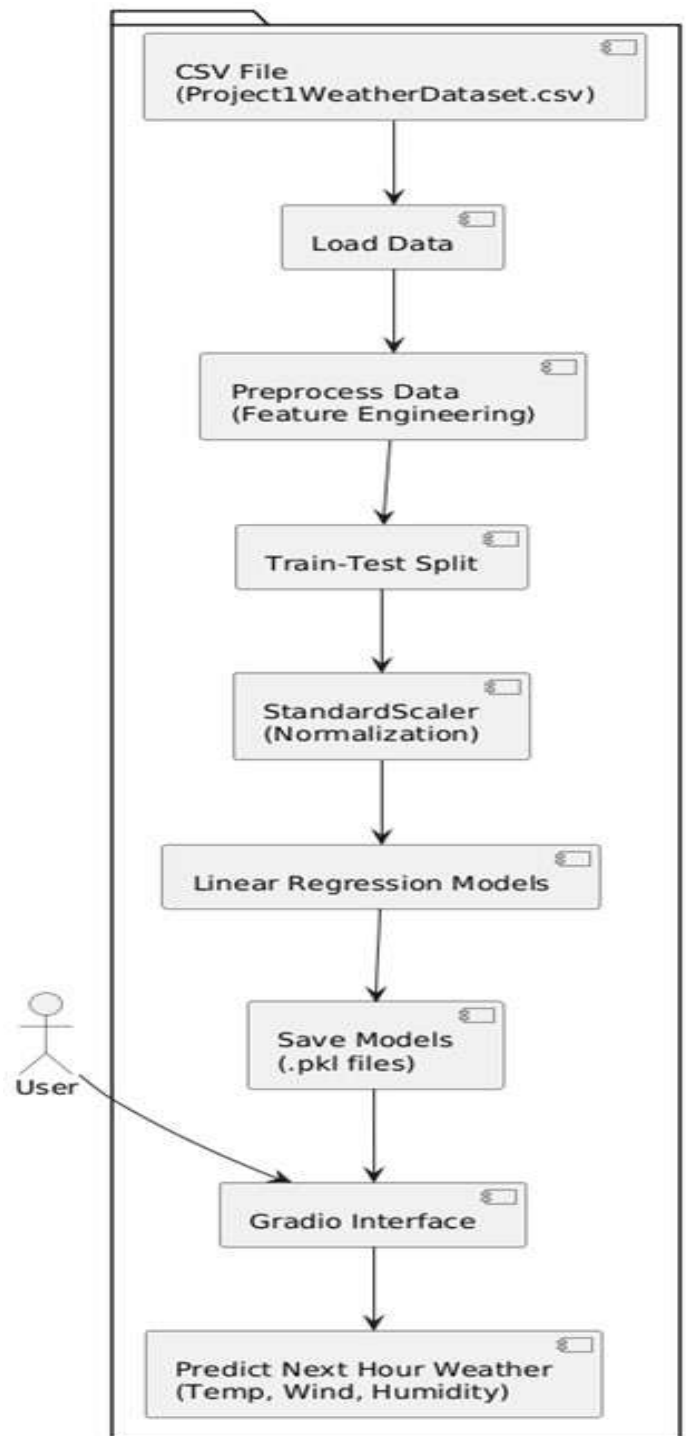 CSV File
(Project1WeatherDataset.csv)
Load Data
Preprocess Data
(Feature Engineering)
Train-Test Split
StandardScaler
(Normalization)
Linear Regression Models
Save Models
(.pkl files)
User
Gradio Interface
Predict Next Hour Weather
(Temp, Wind, Humidity)